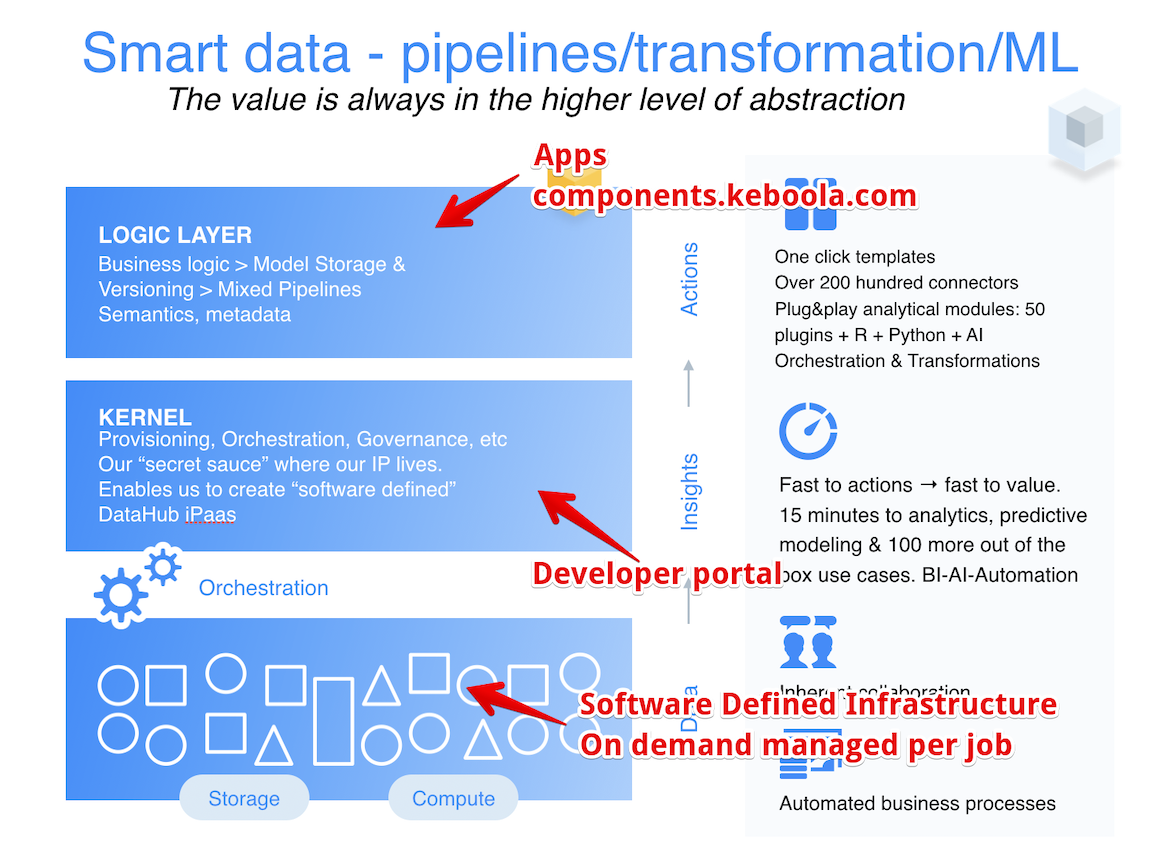 Smart data - pipelines/transformation/ML
The value is always in the higher level of abstraction
Apps
components.keboola.com
LOGIC LAYER
Business logic > Model Storage &
Versioning > Mixed Pipelines
Semantics, metadata
KERNEL
Provisioning, Orchestration, Governance, etc
Our “secret sauce” where our IP lives.
Enables us to create “software defined”
DataHub iPaas
Developer portal
Orchestration
Software Defined Infrastructure
On demand managed per job
Storage
Compute
Actions
Insights
Data
One click templates
Over 200 hundred connectors
Plug&play analytical modules: 50
plugins + R + Python + AI
Orchestration & Transformations
Fast to actions → fast to value.
15 minutes to analytics, predictive
modeling & 100 more out of the
box use cases. BI-AI-Automation
Inherent collaboration
Automated business processes